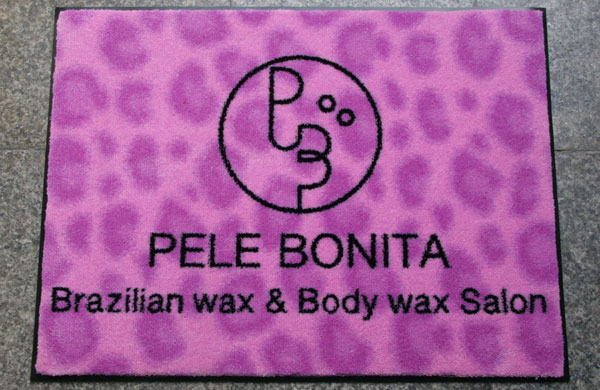 PELE BONITA
Brazilian wax & Body wax Salon